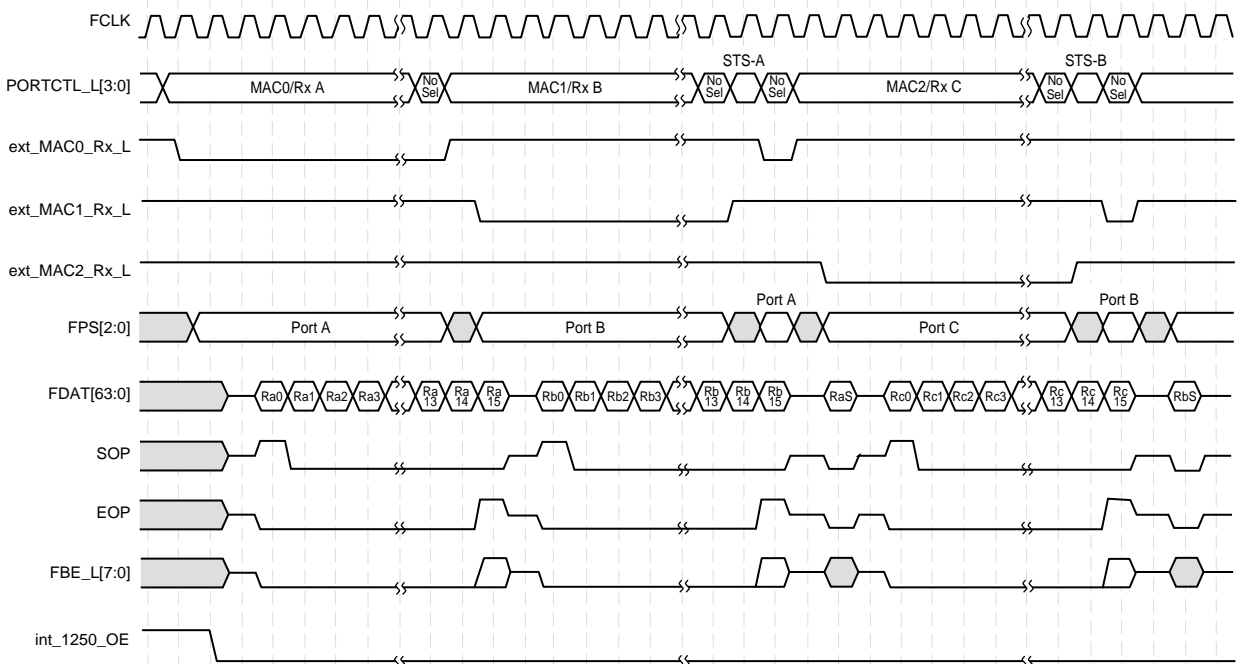 FCLK
STS-A STS-B
PORTCTL_L[3:0] MAC0/Rx A No Sel MAC1/Rx B No Sel No Sel MAC2/Rx C No Sel No Sel
ext_MAC0_Rx_L
ext_MAC1_Rx_L
ext_MAC2_Rx_L
Port A Port B
FPS[2:0] Port A Port B Port C
FDAT[63:0] Ra0 Ra1 Ra2 Ra3 Ra 13 Ra 14 Ra 15 Rb0 Rb1 Rb2 Rb3 Rb 13 Rb 14 Rb 15 RaS Rc0 Rc1 Rc2 Rc3 Rc 13 Rc 14 Rc 15 RbS
SOP
EOP
FBE_L[7:0]
int_1250_OE